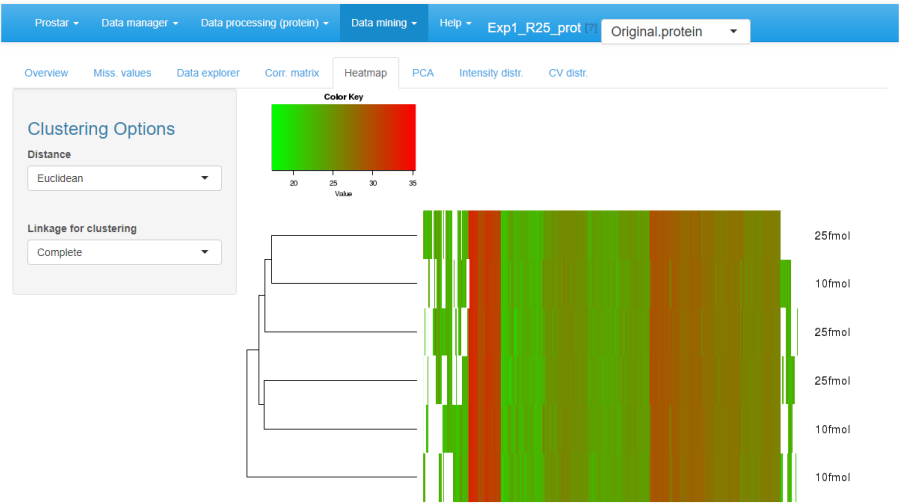 Prostar Data manager Data processing (protein) Data mining Help Exp1_R25_prot [?] Original.protein
Overview Miss. values Data explorer Corr. matrix Heatmap PCA Intensity distr. CV distr.
Color Key
20 25 30 35
Value
Clustering Options
Distance
Euclidean
Linkage for clustering
Complete
25fmol
10fmol
25fmol
25fmol
10fmol
10fmol